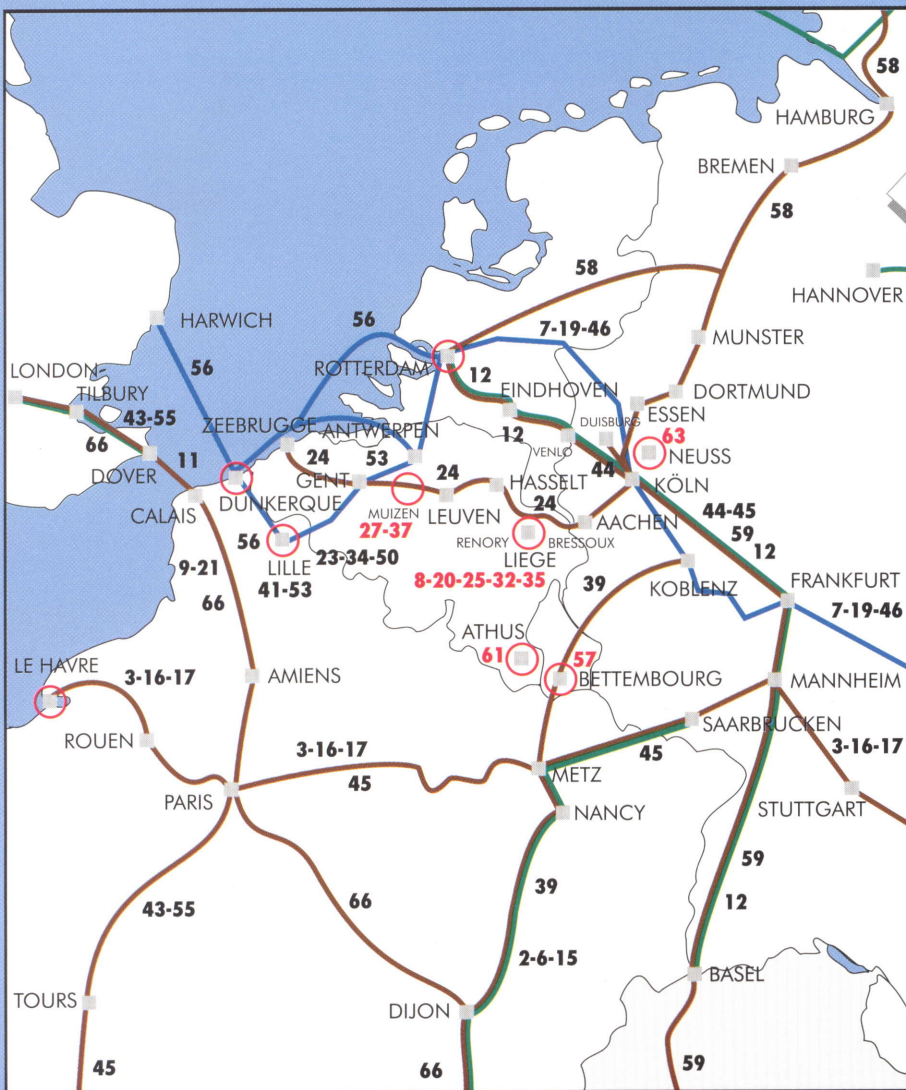 58
HAMBURG
BREMEN
58
58
HANNOVER
HARWICH
56
7-19-46
MUNSTER
56
ROTTERDAM
LONDON
12
TILBURY
EINDHOVEN
DORTMUND
43-55
ZEEBRUGGE
ANTWERPEN
DUISBURG
ESSEN
66
12
63
11
24
53
VENLO
NEUSS
DOVER
44
GENT
24
HASSELT
KÖLN
DUNKERQUE
CALAIS
MUIZEN
LEUVEN
24
44-45
27-37
AACHEN
59
56
23-34-50
RENORY
BRESSOUX
12
LILLE
LIEGE
9-21
41-53
8-20-25-32-35
39
KOBLENZ
FRANKFURT
66
7-19-46
ATHUS
LE HAVRE
61
57
3-16-17
AMIENS
BETTEMBOURG
MANNHEIM
SAARBRUCKEN
ROUEN
3-16-17
45
3-16-17
METZ
45
PARIS
NANCY
STUTTGART
59
39
66
12
43-55
2-6-15
BASEL
TOURS
DIJON
45
66
59